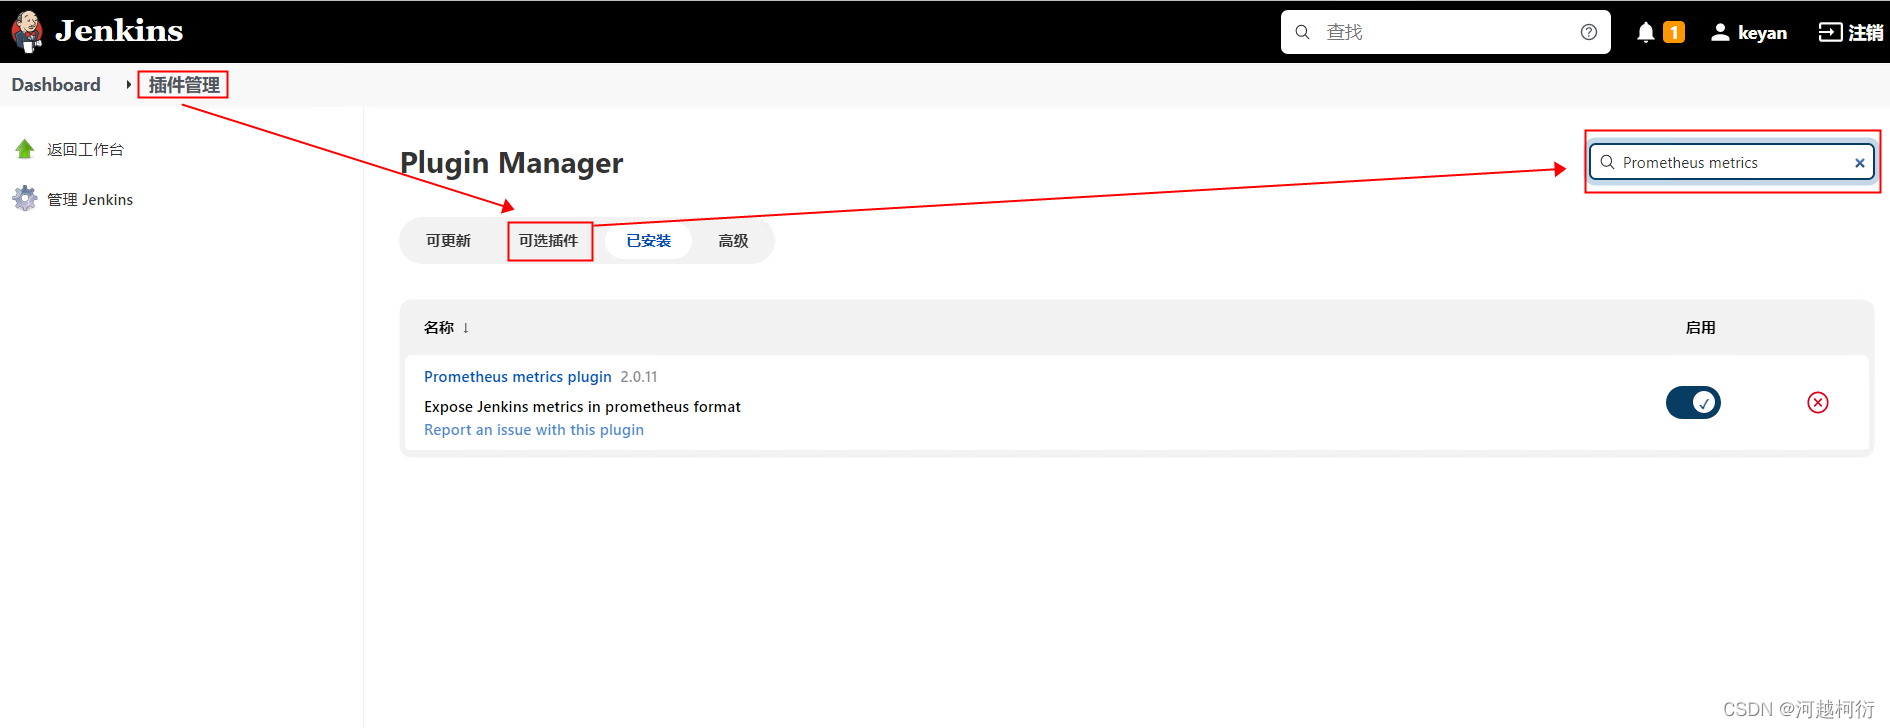 Jenkins
查找
1
keyan
注销
Dashboard
插件管理
返回工作台
管理 Jenkins
Plugin Manager
Prometheus metrics
可更新
可选插件
已安装
高级
名称 ↓
启用
Prometheus metrics plugin 2.0.11
Expose Jenkins metrics in prometheus format
Report an issue with this plugin
CSDN @河越柯衍